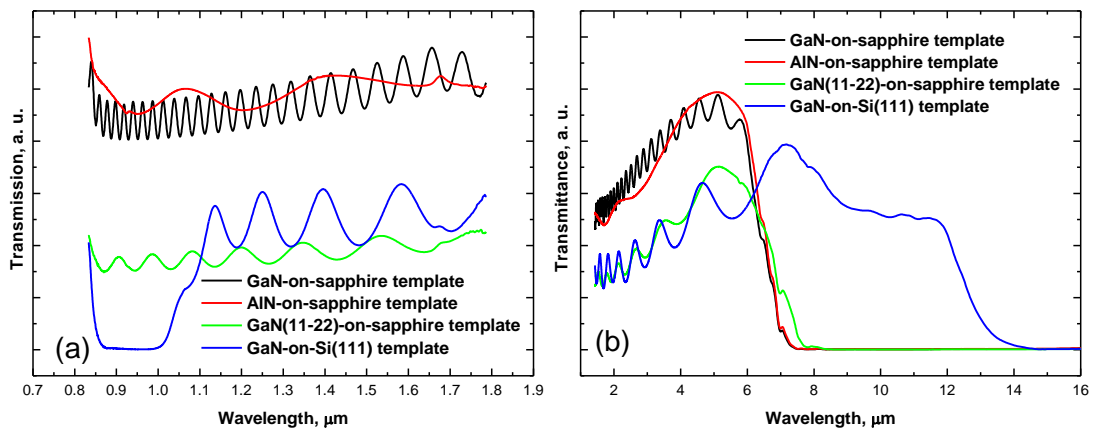 Transmission, a. u.
GaN-on-sapphire template
AlN-on-sapphire template
GaN(11-22)-on-sapphire template
GaN-on-Si(111) template
(a)
0.7 0.8 0.9 1.0 1.1 1.2 1.3 1.4 1.5 1.6 1.7 1.8 1.9
Wavelength, μm
Transmittance, a. u.
GaN-on-sapphire template
AlN-on-sapphire template
GaN(11-22)-on-sapphire template
GaN-on-Si(111) template
(b)
2 4 6 8 10 12 14 16
Wavelength, μm